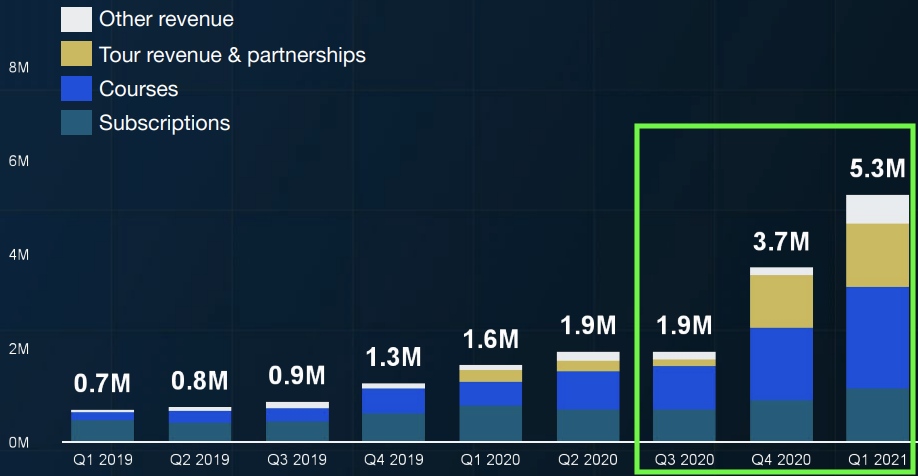 Other revenue
Tour revenue & partnerships
8M
Courses
Subscriptions
6M
5.3M
4M
3.7M
2M
1.9M
1.9M
1.6M
1.3M
0.9M
0.8M
0.7M
0M
Q1 2019 Q2 2019 Q3 2019 Q4 2019 Q1 2020 Q2 2020 Q3 2020 Q4 2020 Q1 2021